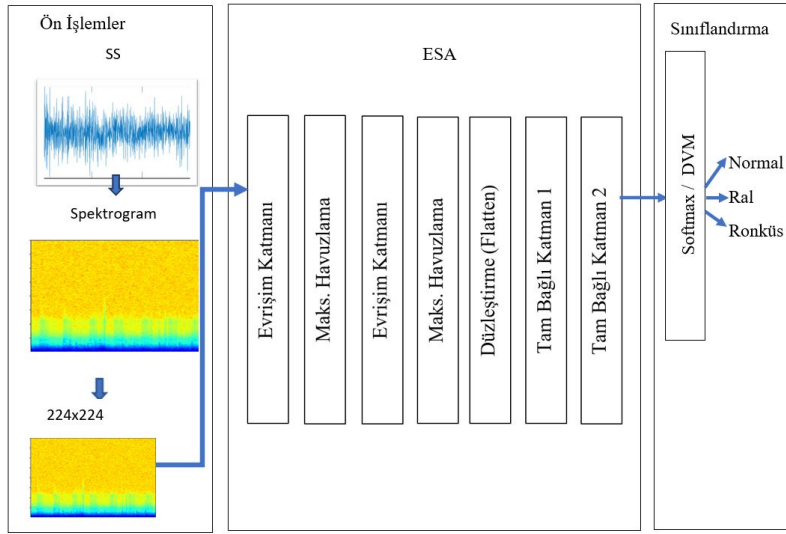 Ön İşlemler
SS
Spektrogram
224x224
ESA
Evrişim Katmanı
Maks. Havuzlama
Evrişim Katmanı
Maks. Havuzlama
Düzleştirme (Flatten)
Tam Bağlı Katman 1
Tam Bağlı Katman 2
Sınıflandırma
Softmax / DVM
Normal
Ral
Ronküs